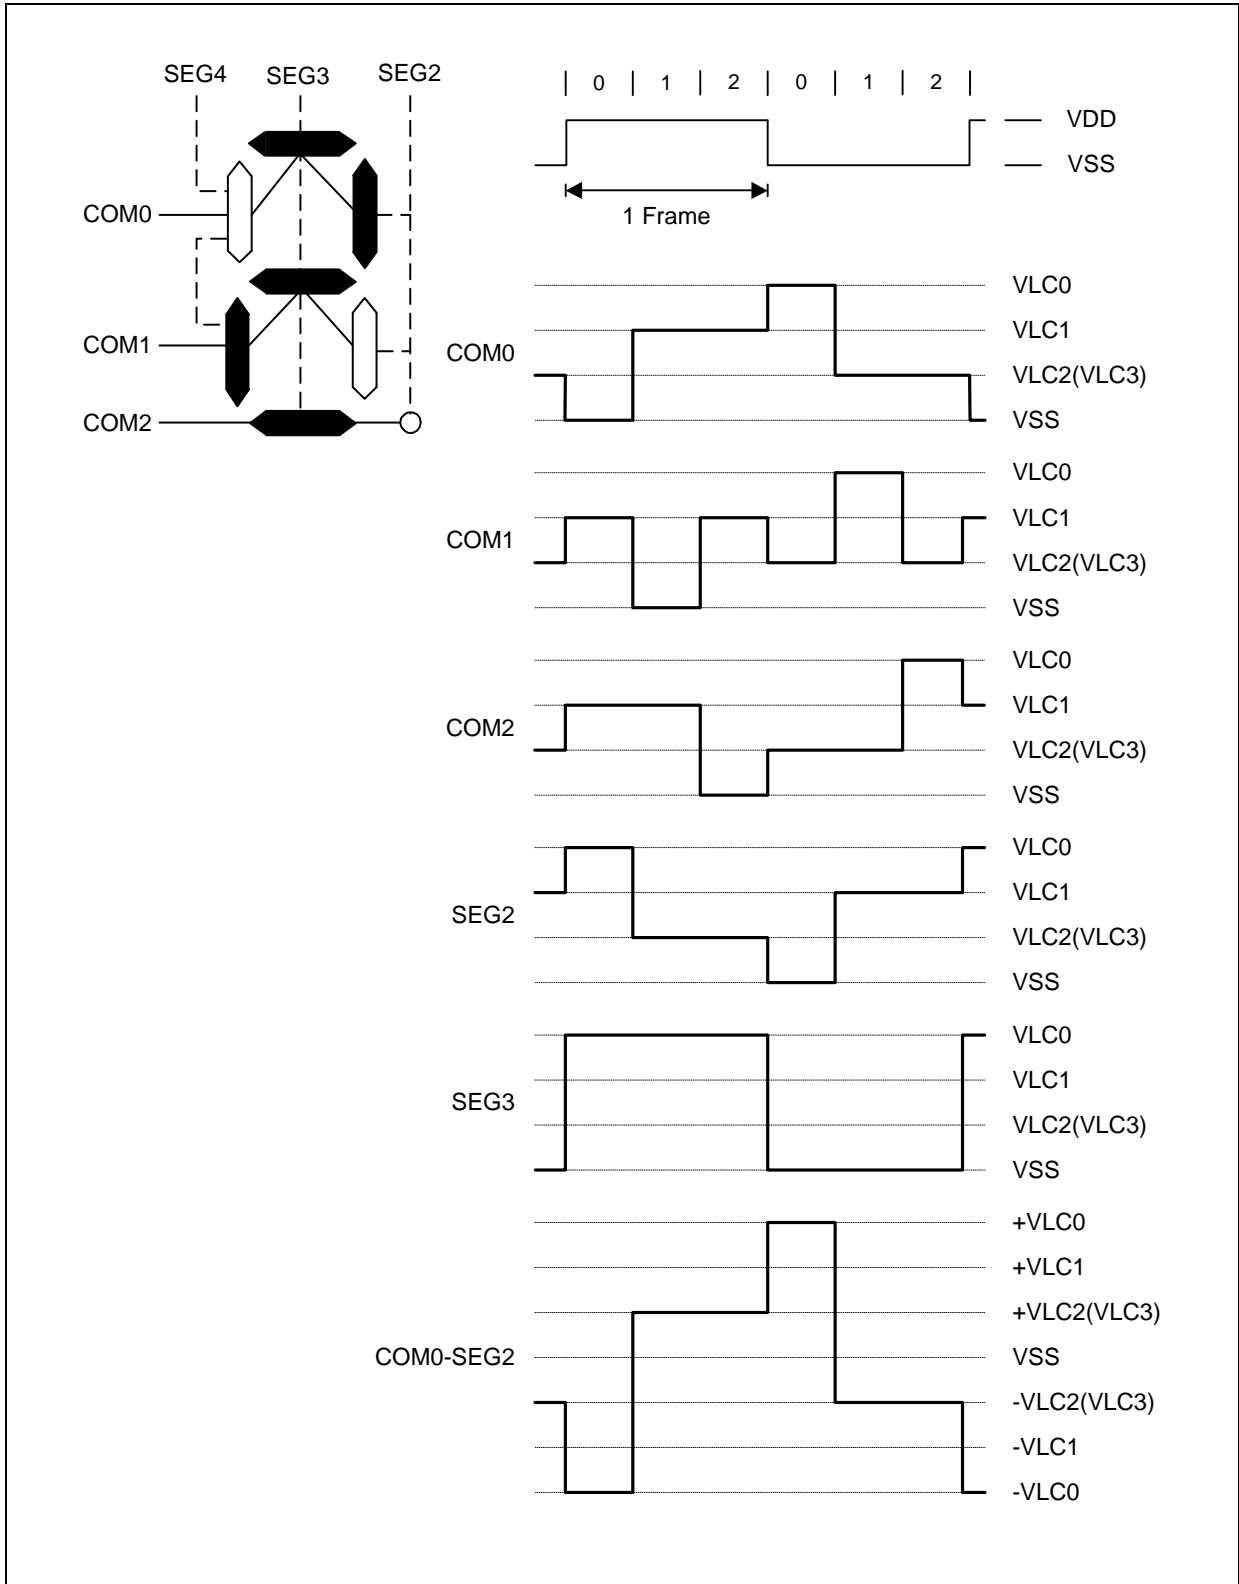 SEG4 SEG3 SEG2
0 1 2 0 1 2
VDD
VSS
1 Frame
COM0
COM1
COM2
COM0
VLC0
VLC1
VLC2(VLC3)
VSS
COM1
VLC0
VLC1
VLC2(VLC3)
VSS
COM2
VLC0
VLC1
VLC2(VLC3)
VSS
SEG2
VLC0
VLC1
VLC2(VLC3)
VSS
SEG3
VLC0
VLC1
VLC2(VLC3)
VSS
COM0-SEG2
+VLC0
+VLC1
+VLC2(VLC3)
VSS
-VLC2(VLC3)
-VLC1
-VLC0